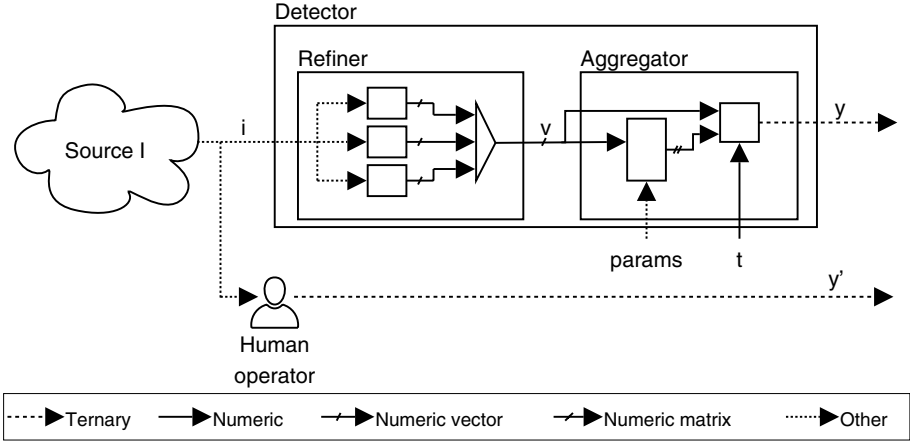 Detector
Refiner
Aggregator
Source I
i
v
y
params
t
y'
Human
operator
Ternary
Numeric
Numeric vector
Numeric matrix
Other